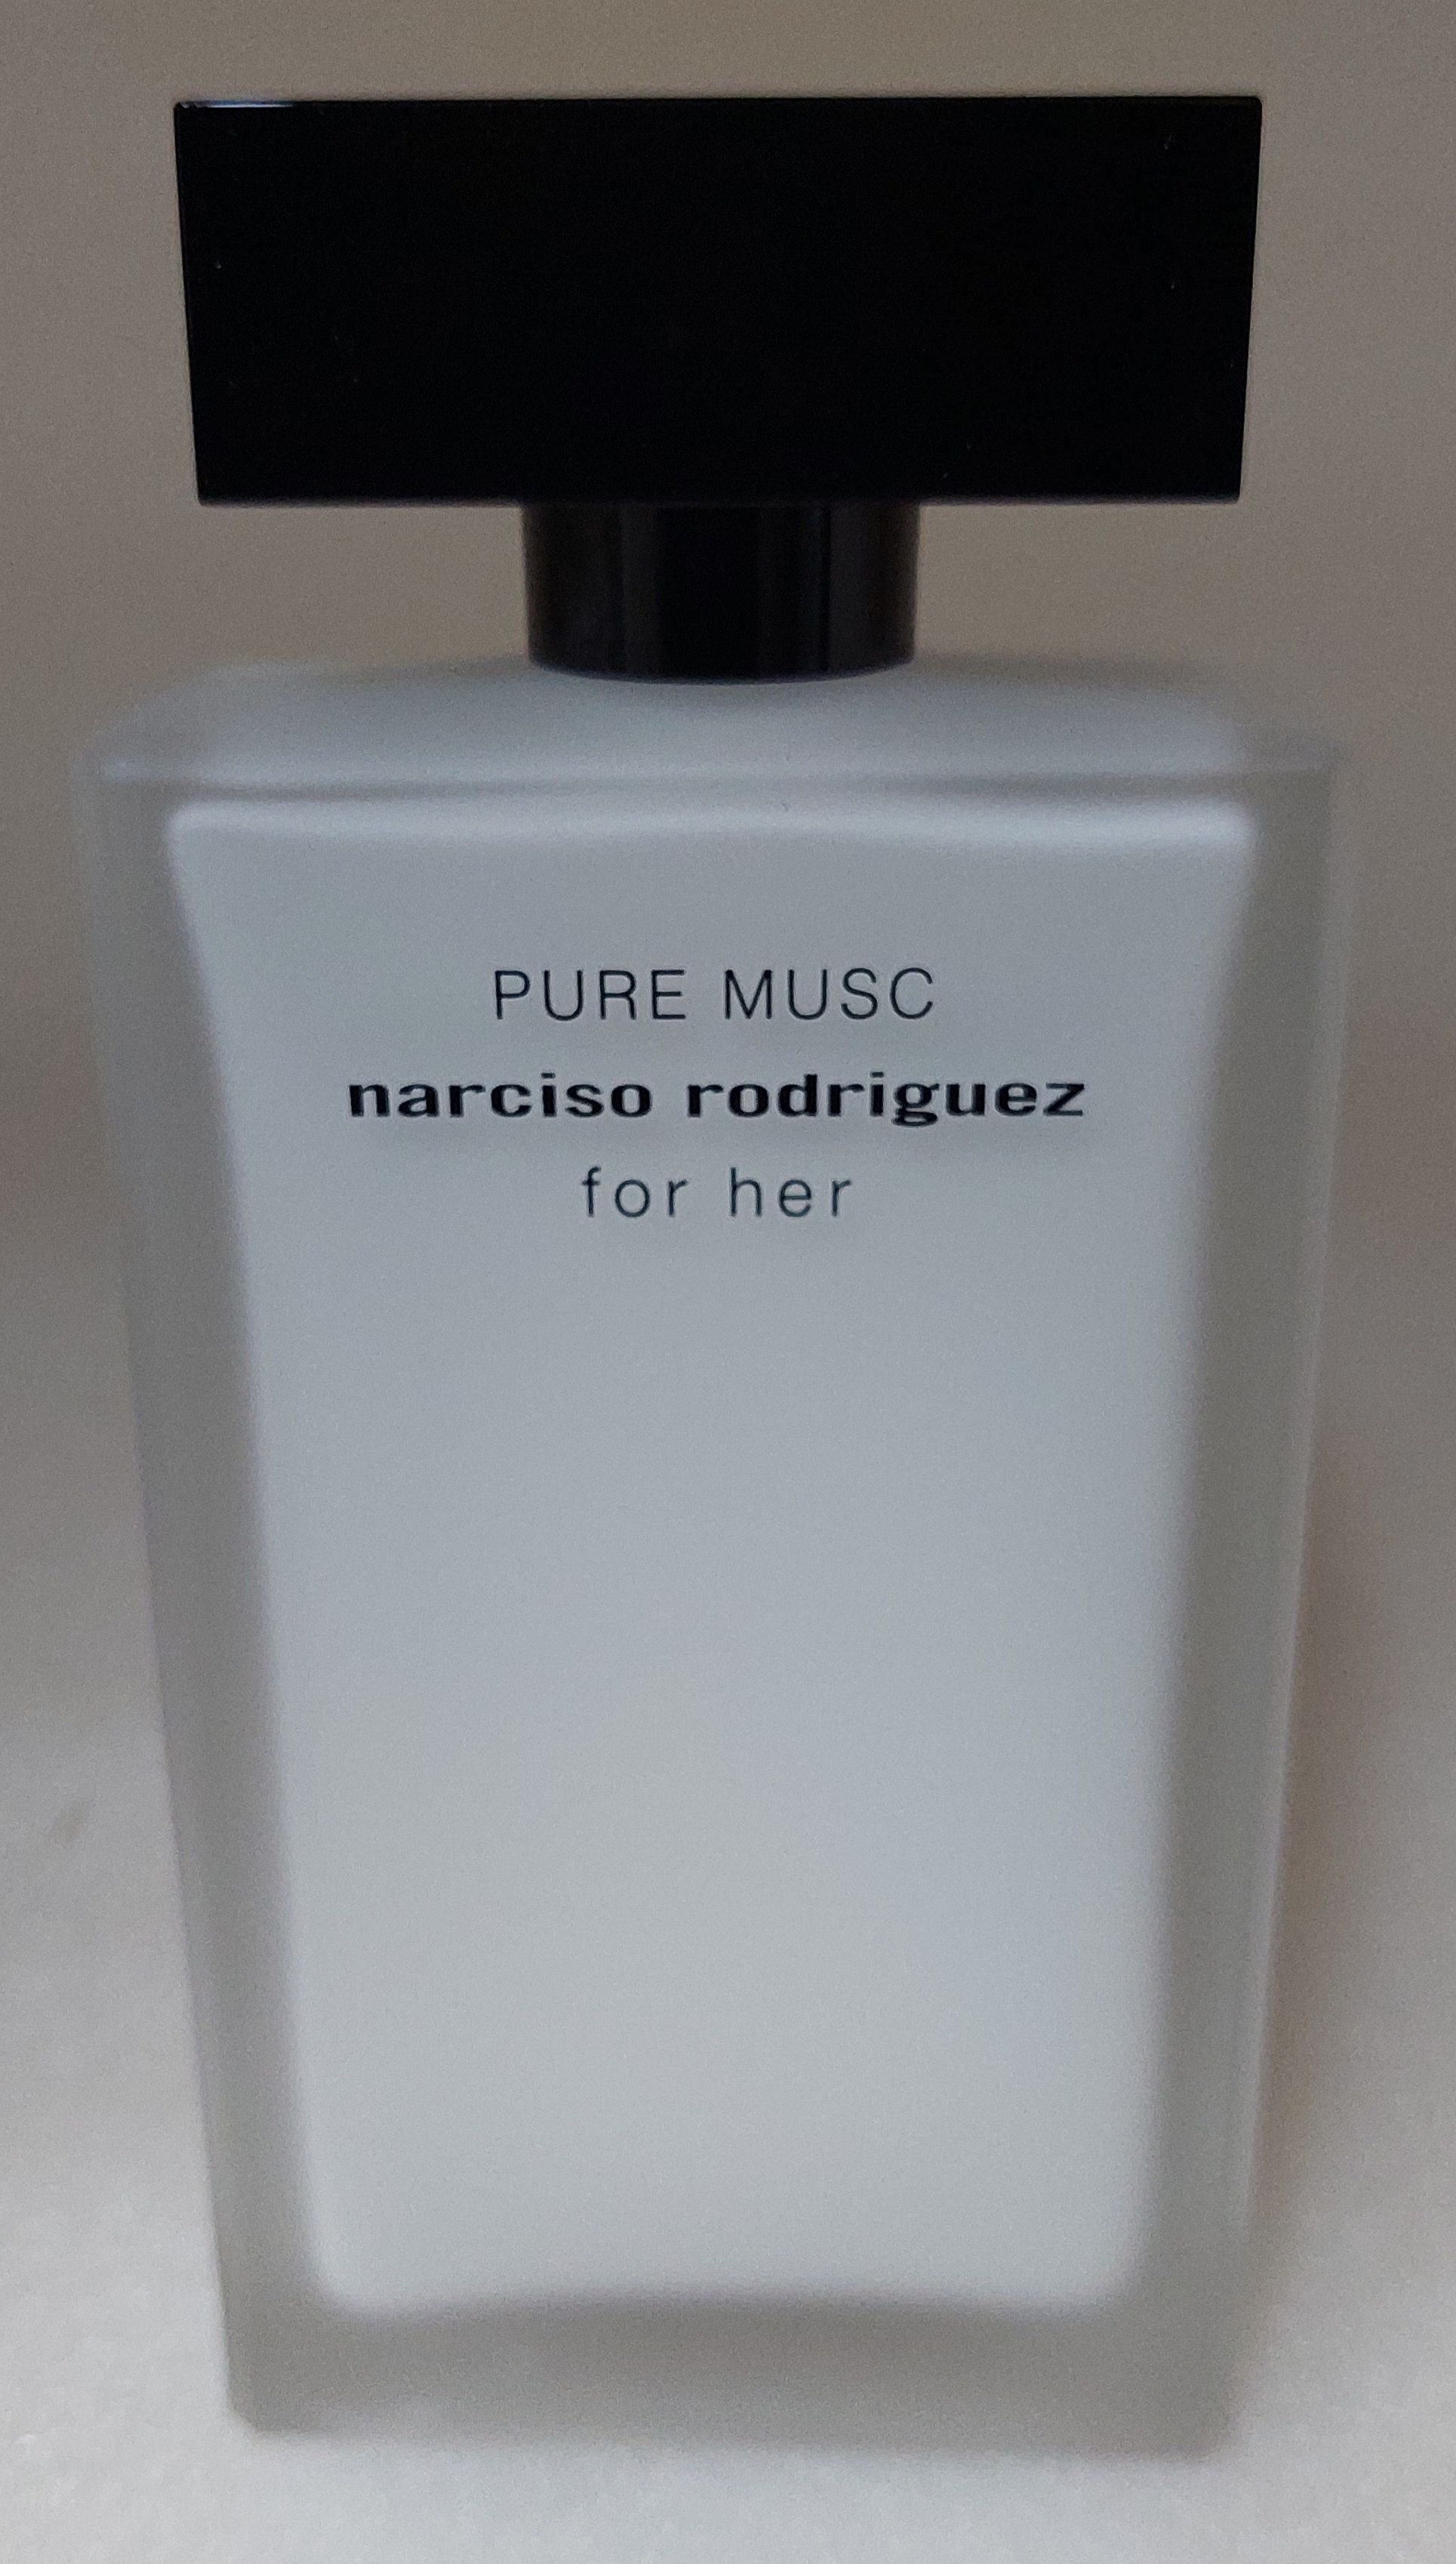 PURE MUSC
narciso rodriguez
for her